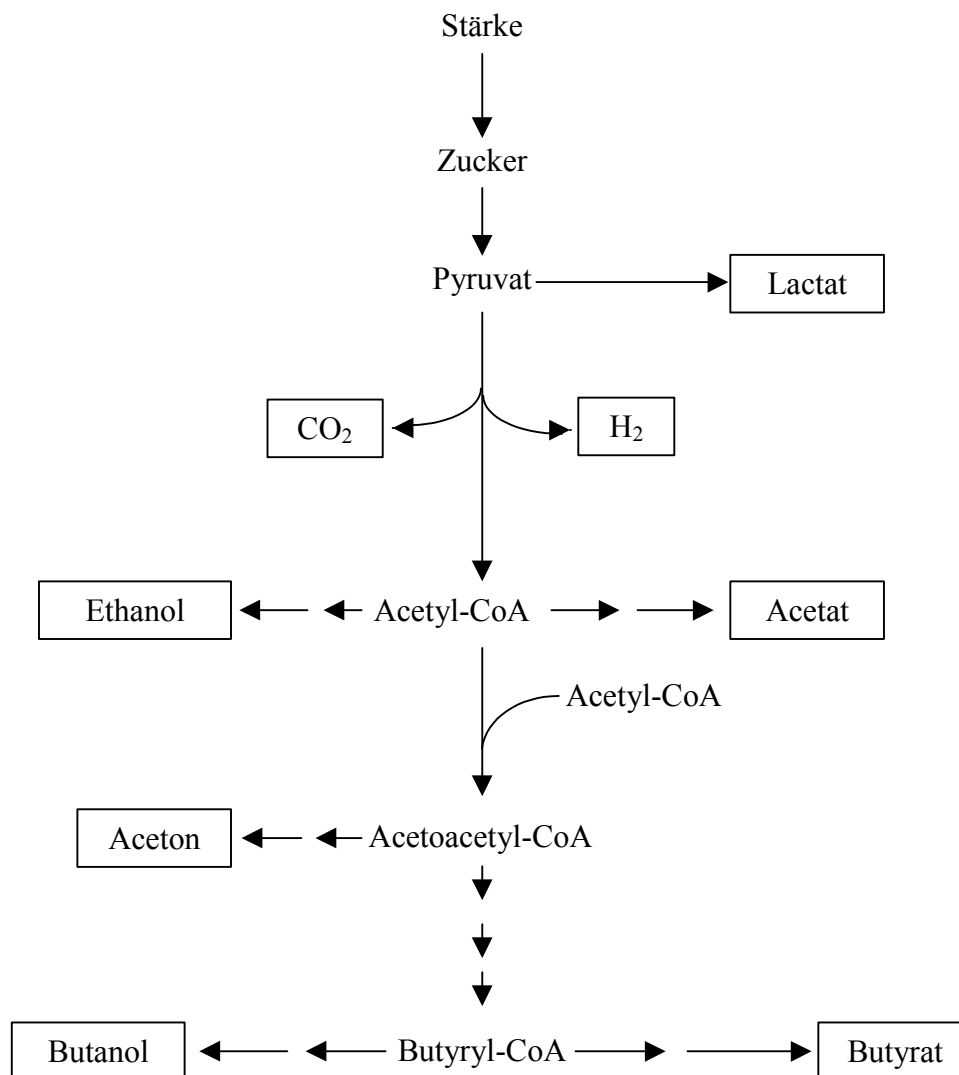 Stärke
Zucker
Pyruvat
Lactat
CO₂
H₂
Ethanol
Acetyl-CoA
Acetat
Acetyl-CoA
Aceton
Acetoacetyl-CoA
Butanol
Butyryl-CoA
Butyrat